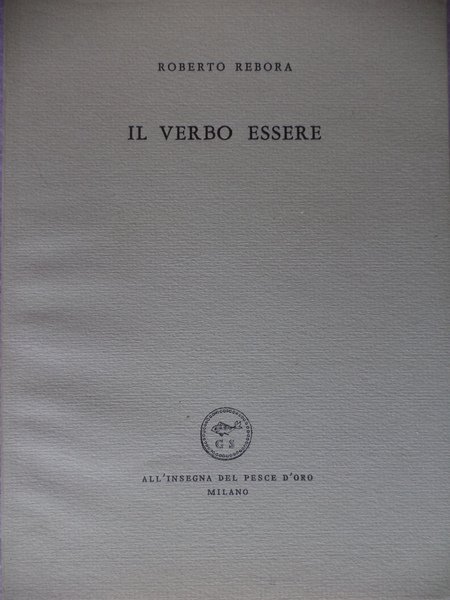 ROBERTO REBORA
IL VERBO ESSERE
G S
ALL'INSEGNA DEL PESCE D'ORO
MILANO